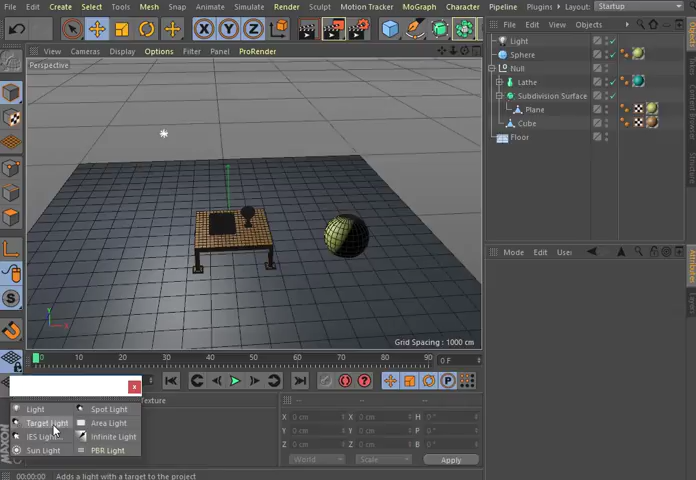 Edit Create Select Tools Mesh Snap Animate Simulate Render Sculpt Motion Tracker MoGraph Character Pipeline Plugins Layout: Startup
X Y Z
File Edit View Objects
View Cameras Display Options Filter Panel ProRender
Perspective
Light
Sphere
Null
Lathe
Subdivision Surface
Plane
Cube
Floor
Objects
Attributes
Layers
Mode Edit User
Y
X
Grid Spacing : 1000 cm
0 10 20 30 40 50 60 70 80 90 0 F
Light Spot Light
Target Light Area Light
IES Light... Infinite Light
Sun Light PBR Light
Texture
X 0 cm X 0 cm H 0 °
Y 0 cm Y 0 cm P 0 °
Z 0 cm Z 0 cm B 0 °
World Scale Apply
MAXON
00:00:00 Adds a light with a target to the project